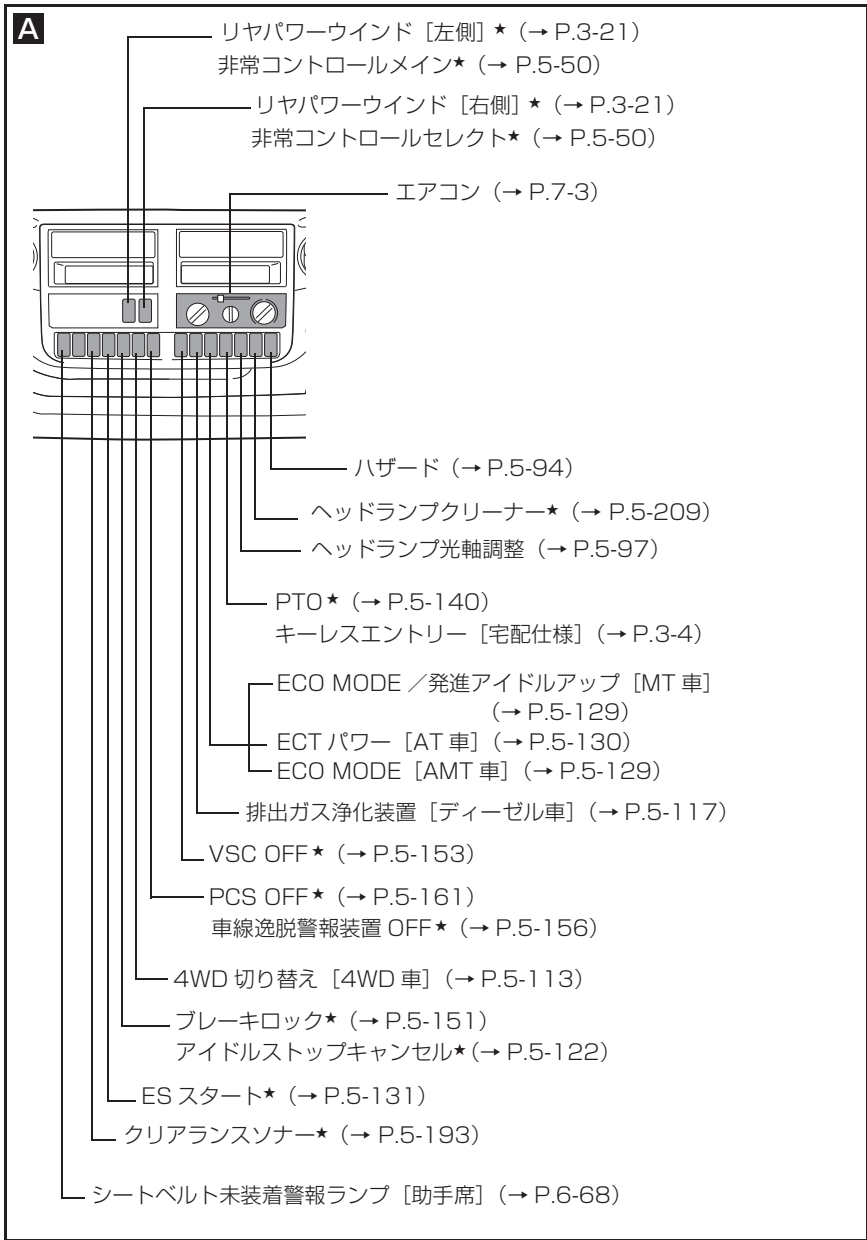 A
リヤパワーウインド［左側］★（→ P.3-21）
非常コントロールメイン★（→ P.5-50）
リヤパワーウインド［右側］★（→ P.3-21）
非常コントロールセレクト★（→ P.5-50）
エアコン（→ P.7-3）
ハザード（→ P.5-94）
ヘッドランプクリーナー★（→ P.5-209）
ヘッドランプ光軸調整（→ P.5-97）
PTO★（→ P.5-140）
キーレスエントリー［宅配仕様］（→ P.3-4）
ECO MODE ／発進アイドルアップ［MT 車］
（→ P.5-129）
ECT パワー［AT 車］（→ P.5-130）
ECO MODE［AMT 車］（→ P.5-129）
排出ガス浄化装置［ディーゼル車］（→ P.5-117）
VSC OFF★（→ P.5-153）
PCS OFF★（→ P.5-161）
車線逸脱警報装置 OFF★（→ P.5-156）
4WD 切り替え［4WD 車］（→ P.5-113）
ブレーキロック★（→ P.5-151）
アイドルストップキャンセル★（→ P.5-122）
ES スタート★（→ P.5-131）
クリアランスソナー★（→ P.5-193）
シートベルト未装着警報ランプ［助手席］（→ P.6-68）